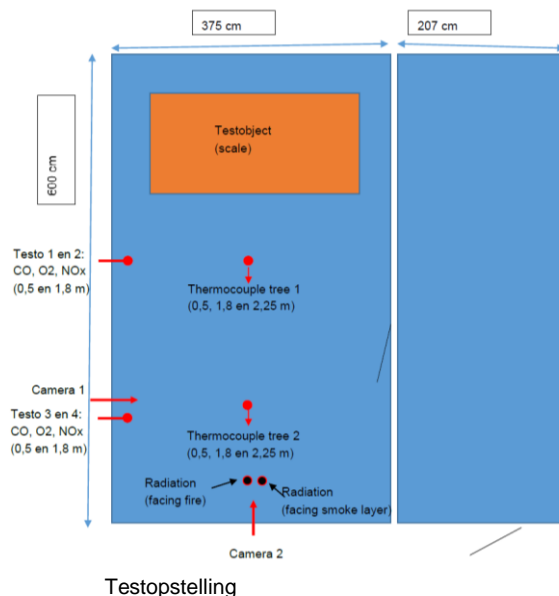 375 cm
207 cm
600 cm
Testobject
(scale)
Testo 1 en 2:
CO, O2, NOx
(0,5 en 1,8 m)
Thermocouple tree 1
(0,5, 1,8 en 2,25 m)
Camera 1
Testo 3 en 4:
CO, O2, NOx
(0,5 en 1,8 m)
Thermocouple tree 2
(0,5, 1,8 en 2,25 m)
Radiation
(facing fire)
Radiation
(facing smoke layer)
Camera 2
Testopstelling